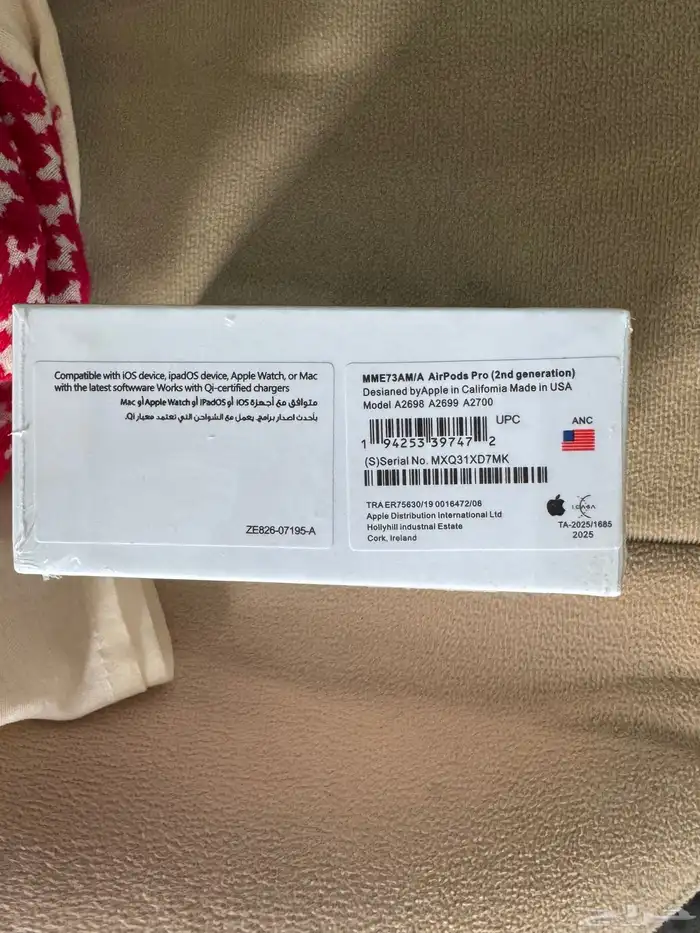 Compatible with iOS device, ipadOS device, Apple Watch, or Mac
with the latest softwware Works with Qi-certified chargers
متوافق مع أجهزة iOS أو iPadOS أو Apple Watch أو Mac
بأحدث اصدار برامج. يعمل مع الشواحن التي تعتمد معيار Qi.
ZE826-07195-A
MME73AM/A AirPods Pro (2nd generation)
Desianed byApple in Califomia Made in USA
Model A2698 A2699 A2700
UPC
1 94253 39747 2
(S)Serial No. MXQ31XD7MK
ANC
TRA ER75630/19 0016472/08
Apple Distribution International Ltd
Hollyhill industnal Estate
Cork, Ireland
TA-2025/1685
2025
حراج